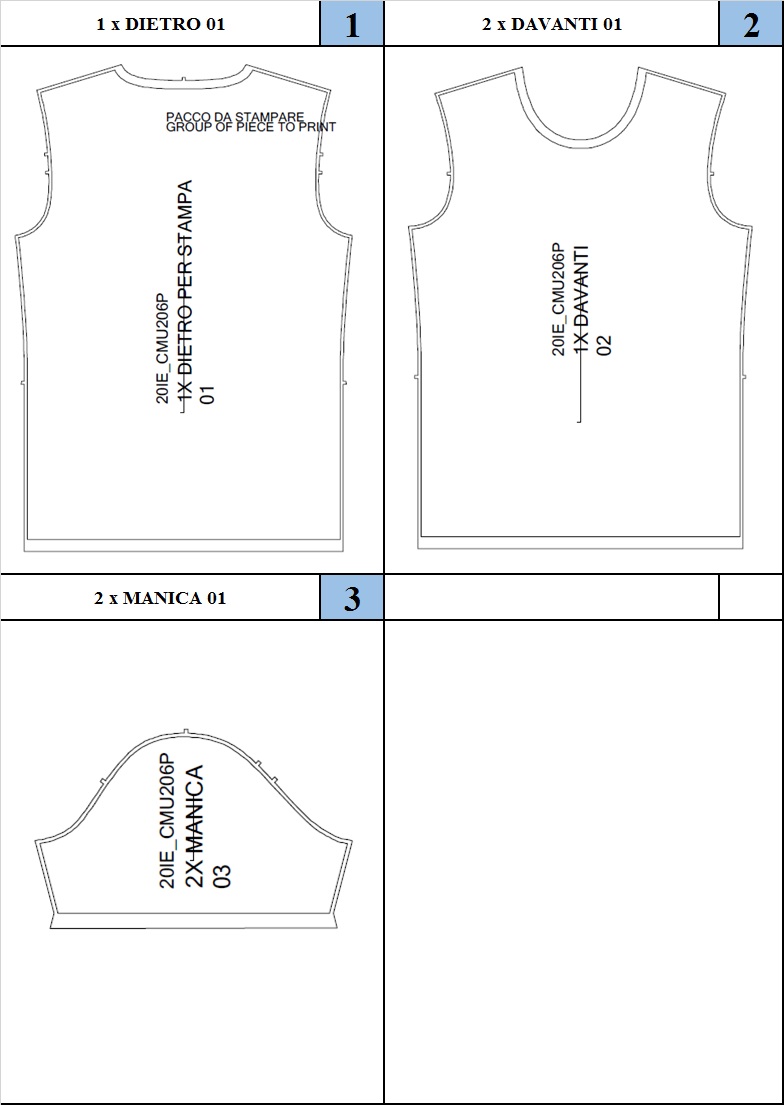 1 x DIETRO 01
1
2 x DAVANTI 01
2
PACCO DA STAMPARE
GROUP OF PIECE TO PRINT
20IE_CMU206P
1X DIETRO PER STAMPA
01
20IE_CMU206P
1X DAVANTI
02
2 x MANICA 01
3
20IE_CMU206P
2X MANICA
03